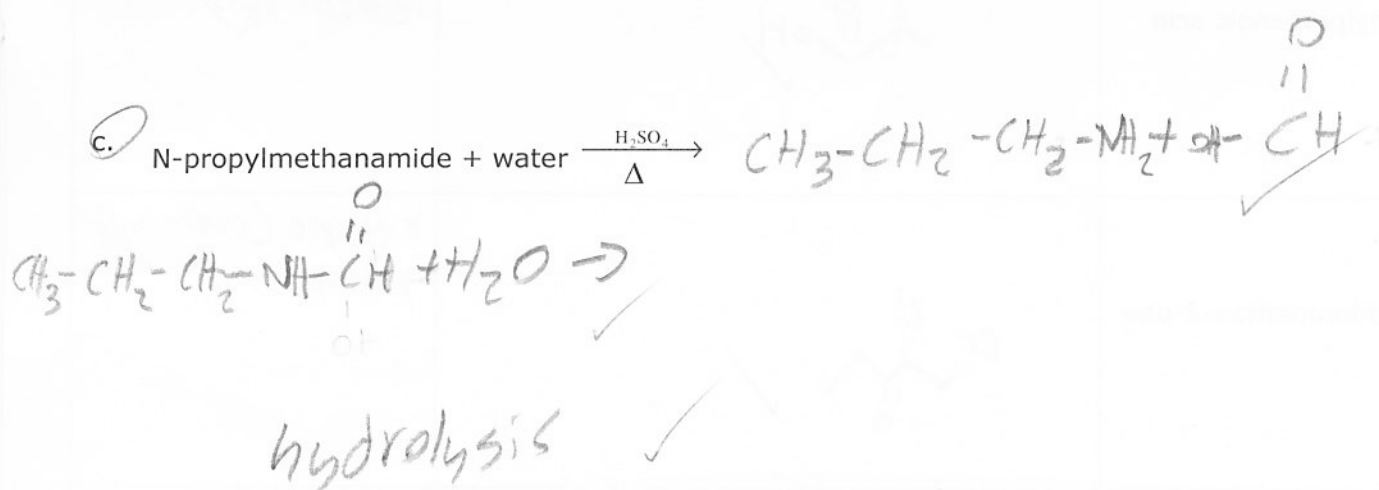 O
||
c. N-propylmethanamide + water H₂SO₄ Δ → CH₃-CH₂-CH₂-NH₂ + OH-CH
O
||
CH₃-CH₂-CH₂-NH-CH + H₂O →
hydrolysis